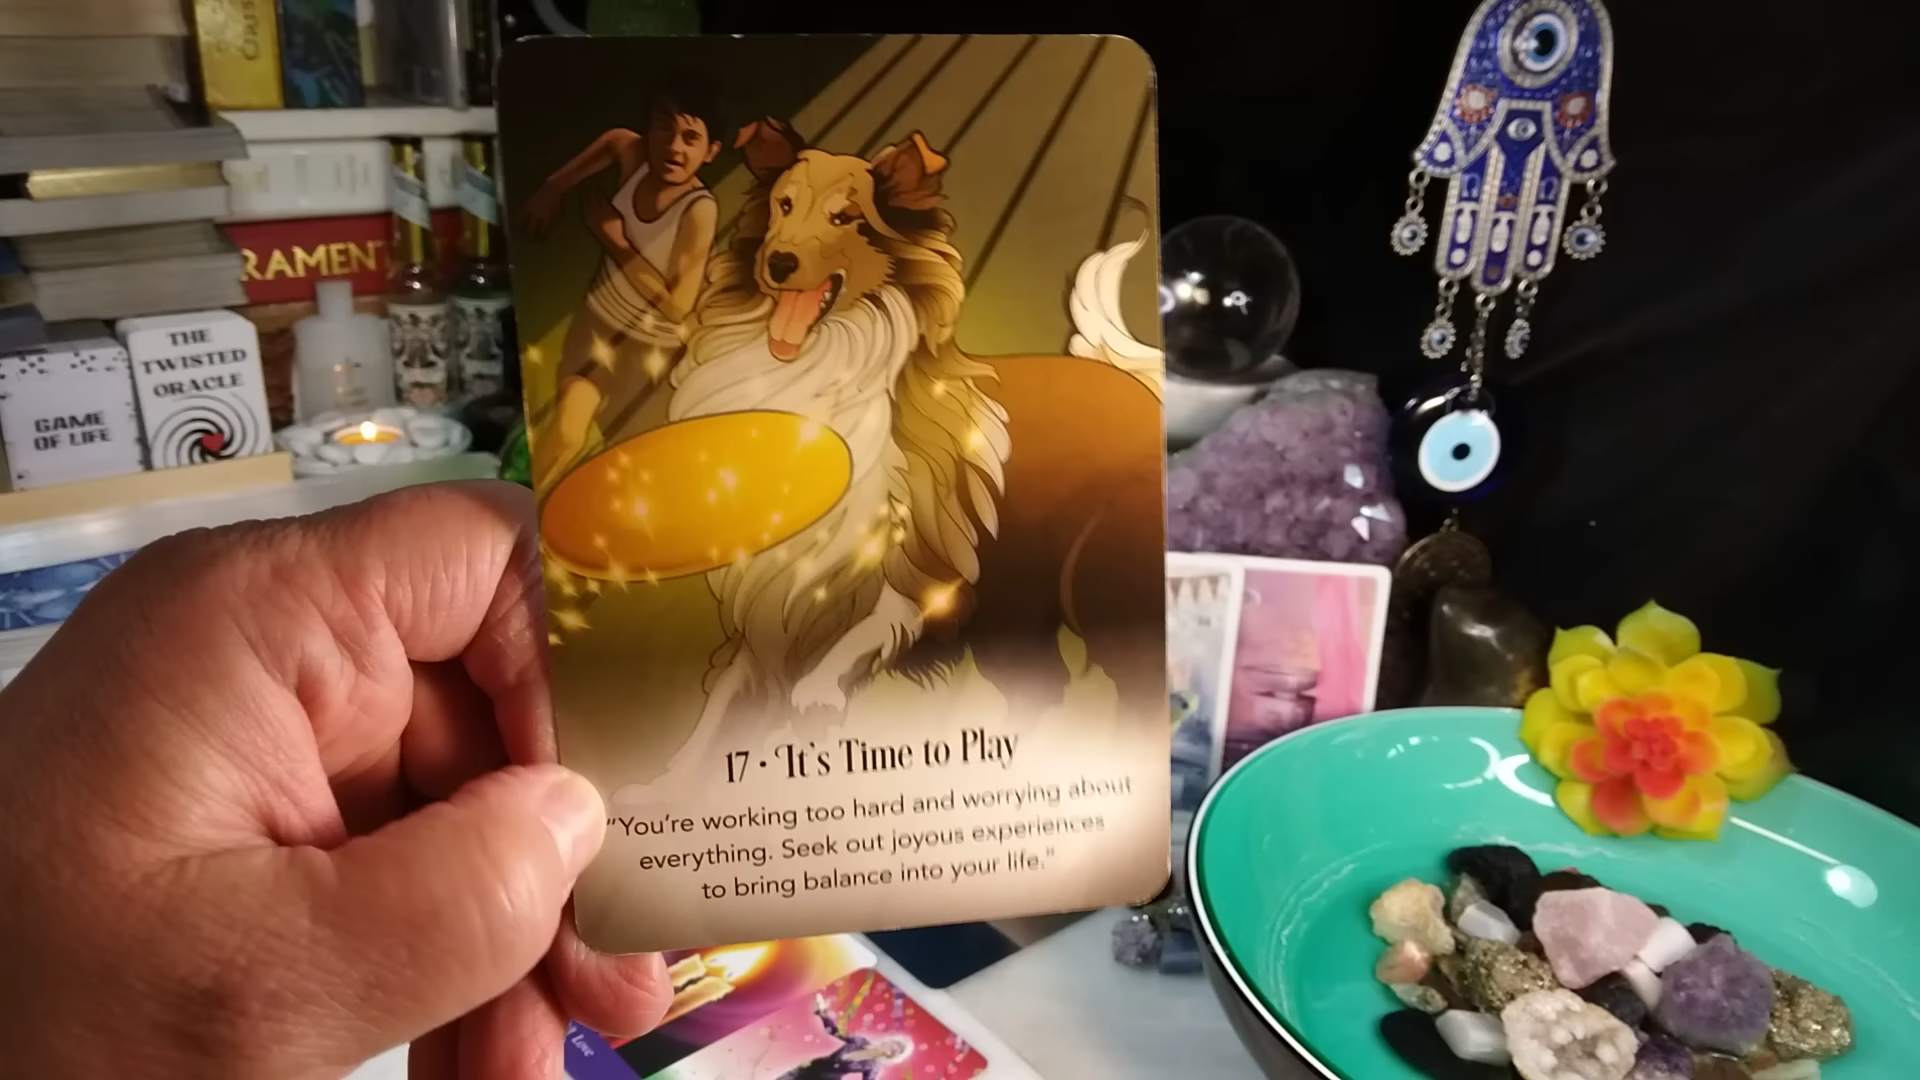 RAMENT
THE
TWISTED
ORACLE
GAME
OF LIFE
17 • It's Time to Play
"You're working too hard and worrying about
everything. Seek out joyous experiences
to bring balance into your life."
Love